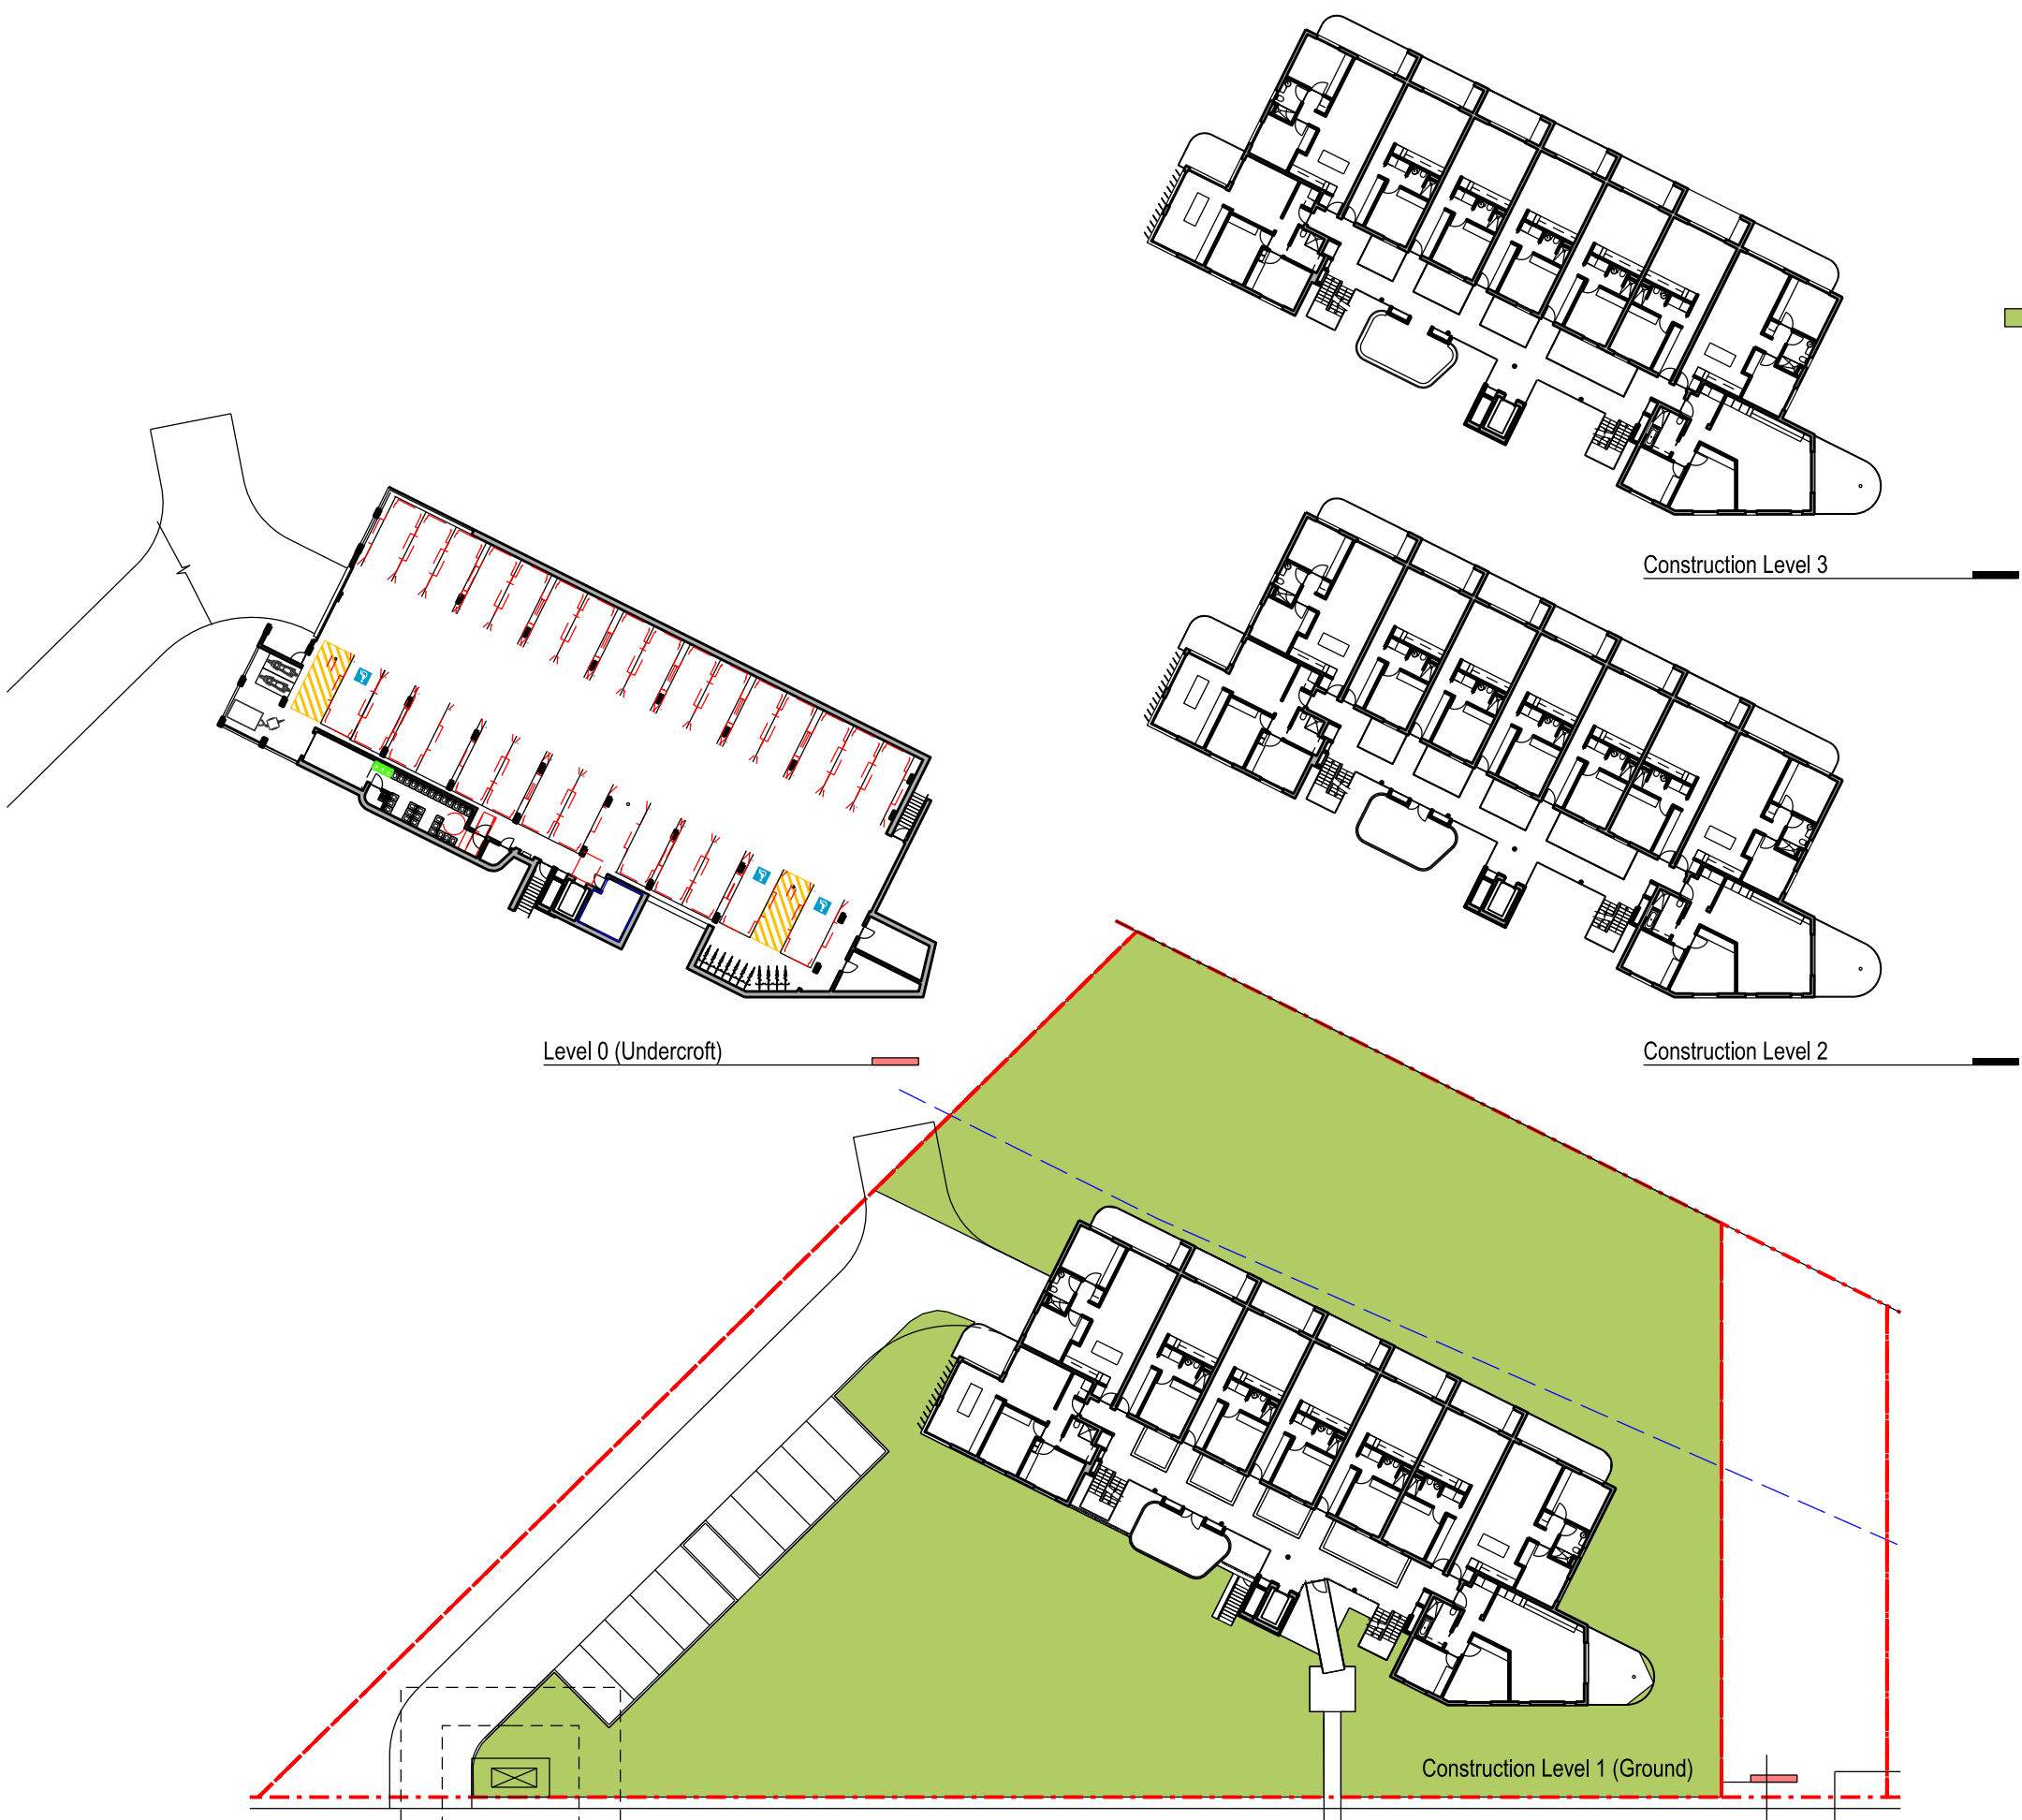 Construction Level 3
Level 0 (Undercroft)
Construction Level 2
Construction Level 1 (Ground)